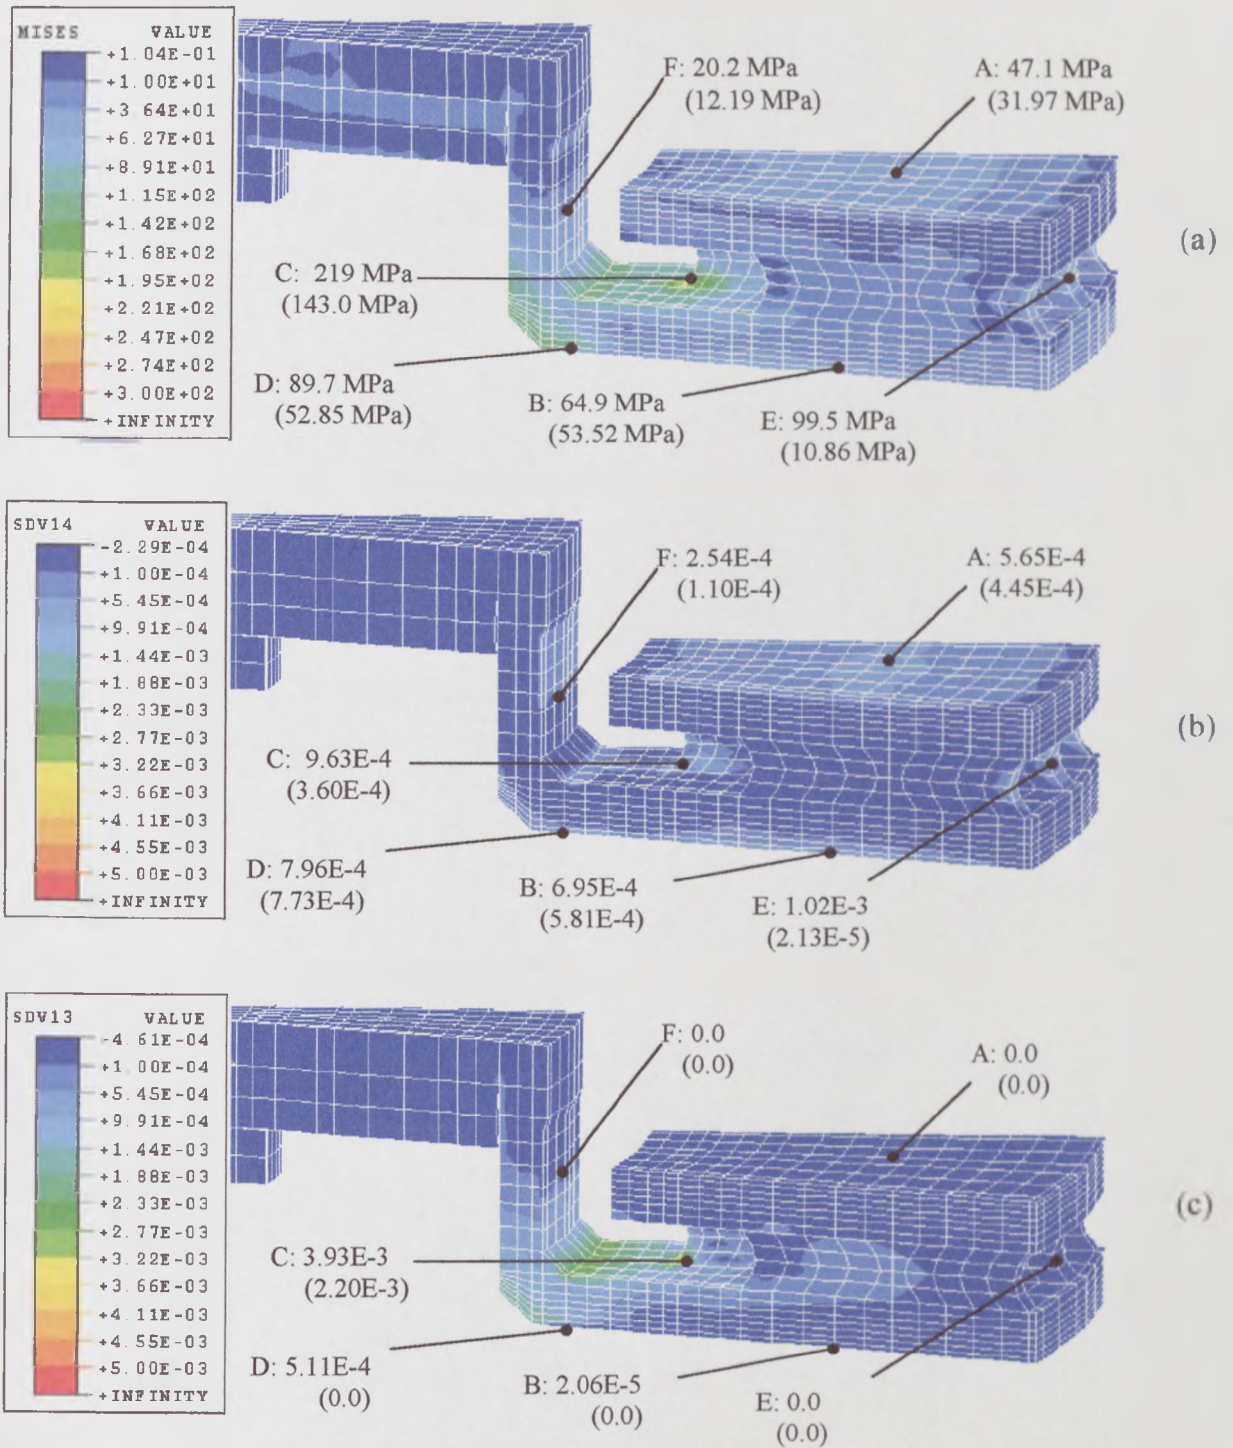 MISES VALUE
+1.04E-01
+1.00E+01
+3.64E+01
+6.27E+01
+8.91E+01
+1.15E+02
+1.42E+02
+1.68E+02
+1.95E+02
+2.21E+02
+2.47E+02
+2.74E+02
+3.00E+02
+INFINITY
F: 20.2 MPa
(12.19 MPa)
A: 47.1 MPa
(31.97 MPa)
C: 219 MPa
(143.0 MPa)
D: 89.7 MPa
(52.85 MPa)
B: 64.9 MPa
(53.52 MPa)
E: 99.5 MPa
(10.86 MPa)
(a)
SDV14 VALUE
-2.29E-04
+1.00E-04
+5.45E-04
+9.91E-04
+1.44E-03
+1.88E-03
+2.33E-03
+2.77E-03
+3.22E-03
+3.66E-03
+4.11E-03
+4.55E-03
+5.00E-03
+INFINITY
F: 2.54E-4
(1.10E-4)
A: 5.65E-4
(4.45E-4)
C: 9.63E-4
(3.60E-4)
D: 7.96E-4
(7.73E-4)
B: 6.95E-4
(5.81E-4)
E: 1.02E-3
(2.13E-5)
(b)
SDV13 VALUE
-4.61E-04
+1.00E-04
+5.45E-04
+9.91E-04
+1.44E-03
+1.88E-03
+2.33E-03
+2.77E-03
+3.22E-03
+3.66E-03
+4.11E-03
+4.55E-03
+5.00E-03
+INFINITY
F: 0.0
(0.0)
A: 0.0
(0.0)
C: 3.93E-3
(2.20E-3)
D: 5.11E-4
(0.0)
B: 2.06E-5
(0.0)
E: 0.0
(0.0)
(c)